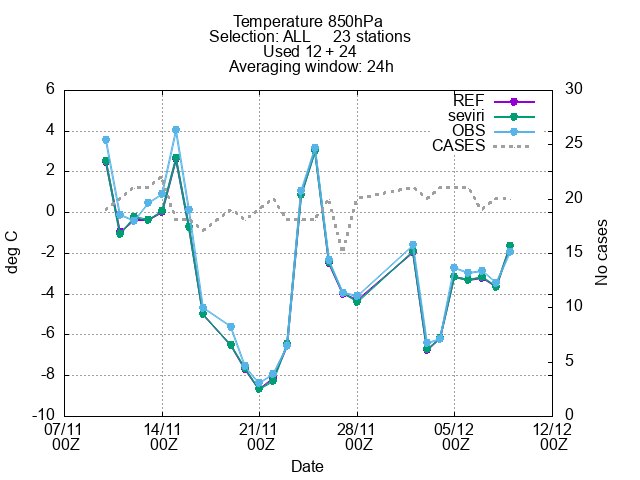 Temperature 850hPa
Selection: ALL 23 stations
Used 12 + 24
Averaging window: 24h
REF
seviri
OBS
CASES
6
4
2
0
-2
-4
-6
-8
-10
deg C
30
25
20
15
10
5
0
No cases
07/11 14/11 21/11 28/11 05/12 12/12
00Z 00Z 00Z 00Z 00Z 00Z
Date